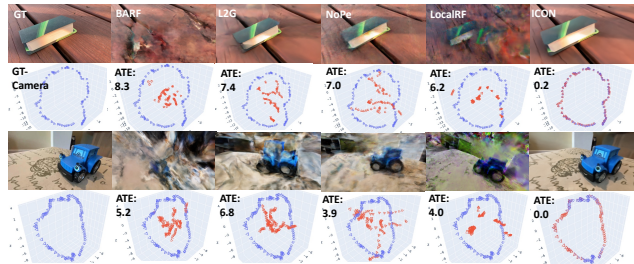 GT BARF L2G NoPe LocalRF ICON
GT-Camera ATE: 8.3 ATE: 7.4 ATE: 7.0 ATE: 6.2 ATE: 0.2
ATE: 5.2 ATE: 6.8 ATE: 3.9 ATE: 4.0 ATE: 0.0